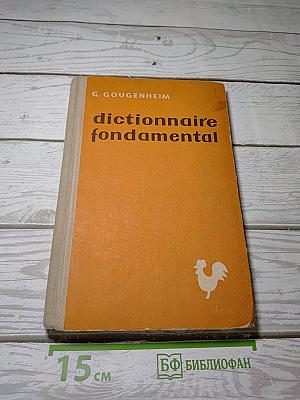 G. GOUGENHEIM
dictionnaire
fondamental
15 см
БФ БИБЛИОФАН